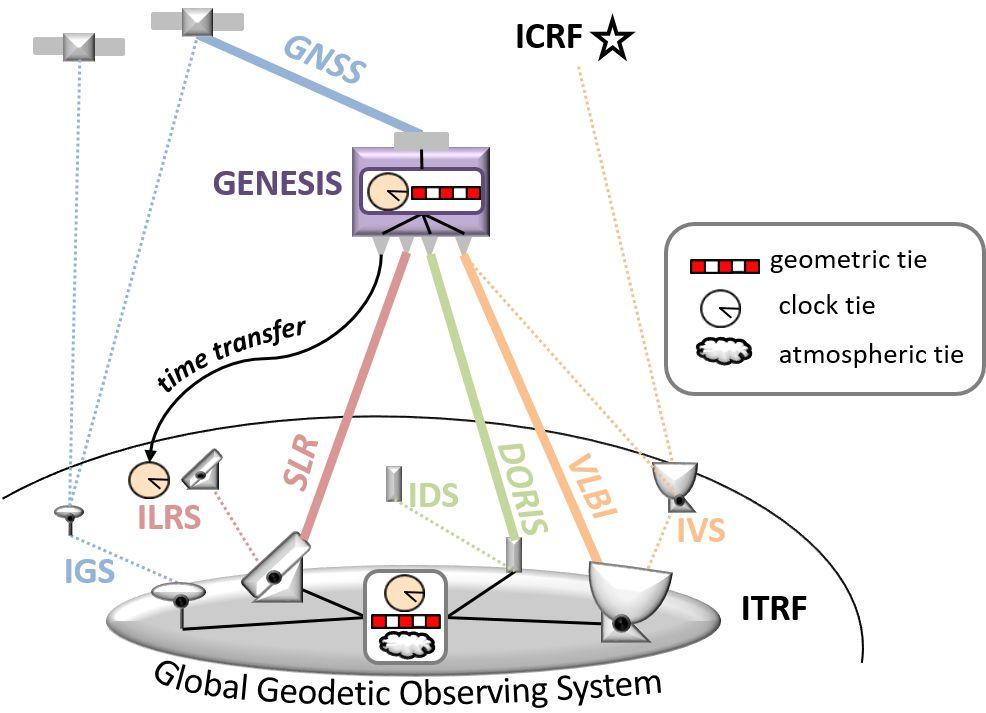 GNSS
ICRF
GENESIS
geometric tie
clock tie
atmospheric tie
time transfer
SLR
DORIS
VLBI
IDS
ILRS
IVS
IGS
ITRF
Global Geodetic Observing System